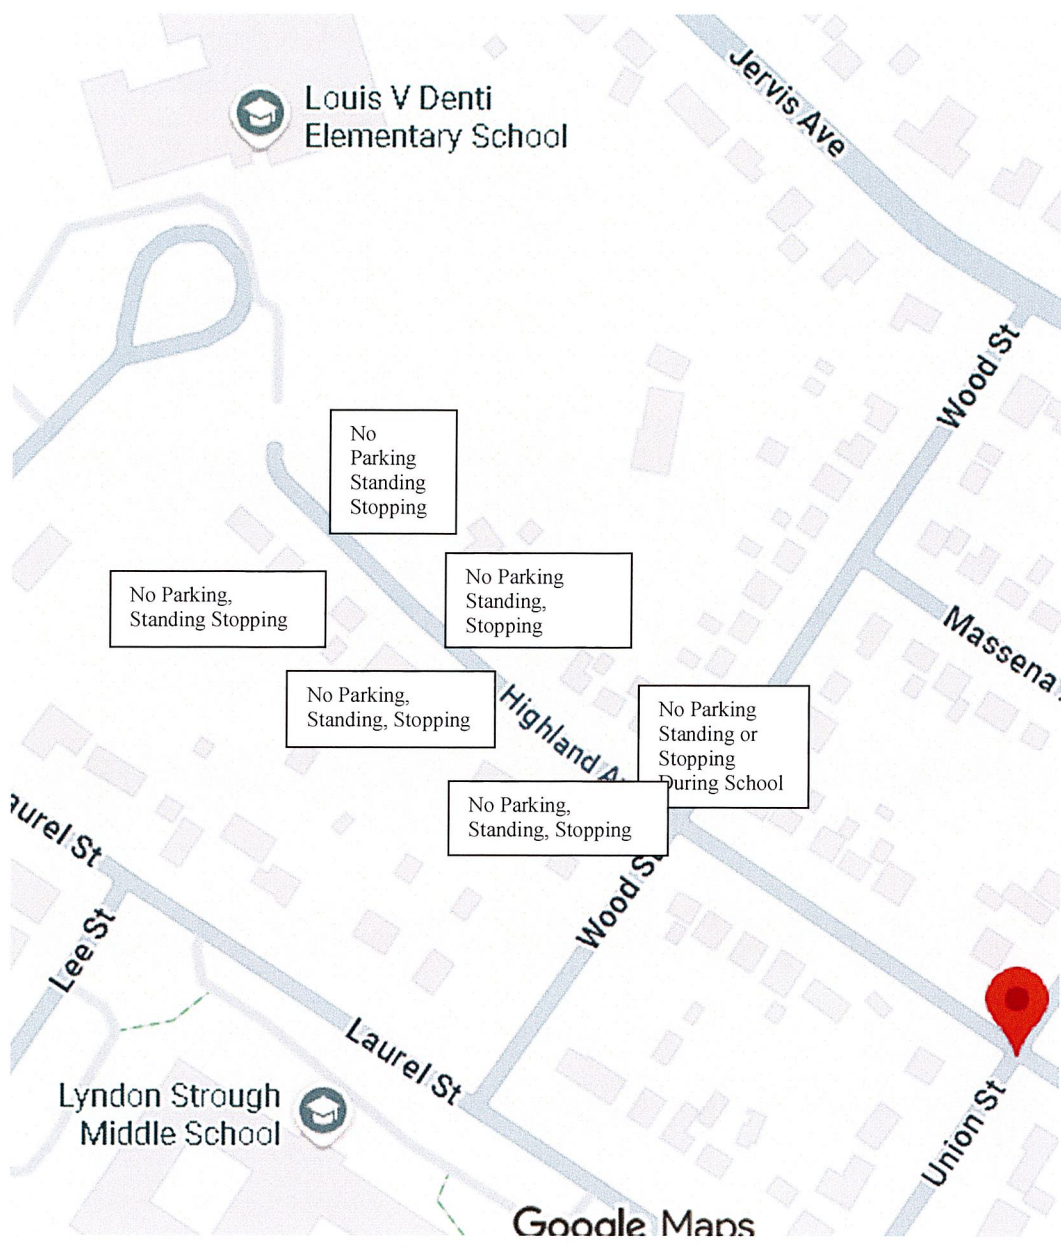 Jervis Ave
Louis V Denti
Elementary School
Wood St
No
Parking
Standing
Stopping
No Parking
Standing,
Stopping
No Parking,
Standing Stopping
Massena
No Parking,
Standing, Stopping
Highland A
No Parking
Standing or
Stopping
During School
No Parking,
Standing, Stopping
aurel St
Lee St
Wood St
Laurel St
Lyndon Strough
Middle School
Union St
Google Maps